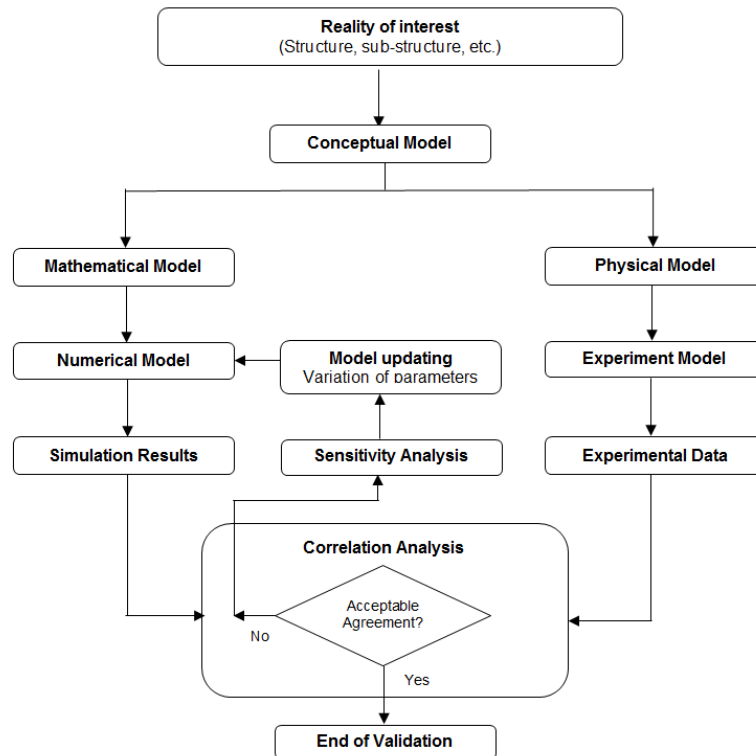 Reality of interest
(Structure, sub-structure, etc.)
Conceptual Model
Mathematical Model
Physical Model
Numerical Model
Model updating
Variation of parameters
Experiment Model
Simulation Results
Sensitivity Analysis
Experimental Data
Correlation Analysis
Acceptable
Agreement?
No
Yes
End of Validation